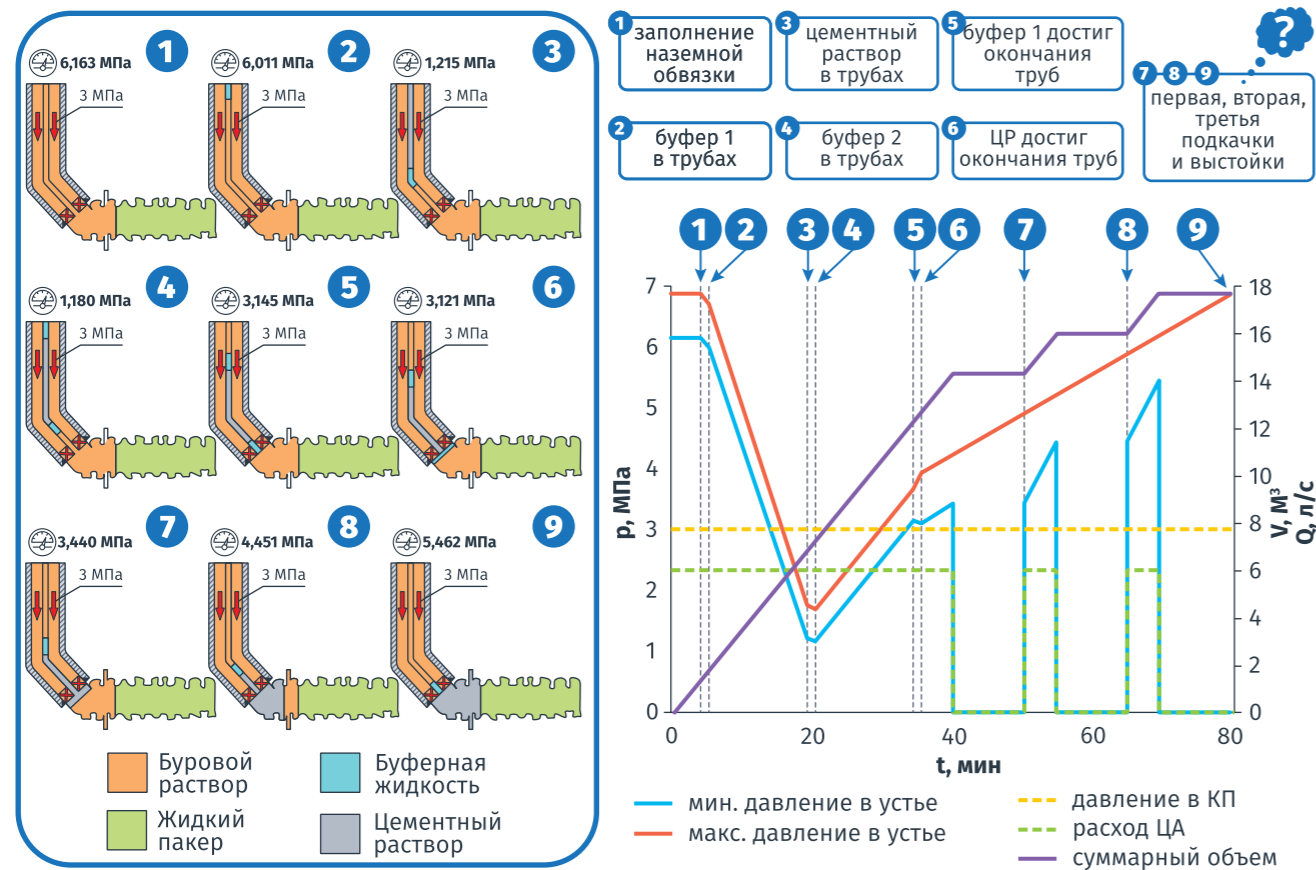 1
6,163 МПа
3 МПа
2
6,011 МПа
3 МПа
3
1,215 МПа
3 МПа
4
1,180 МПа
3 МПа
5
3,145 МПа
3 МПа
6
3,121 МПа
3 МПа
7
3,440 МПа
3 МПа
8
4,451 МПа
3 МПа
9
5,462 МПа
3 МПа
Буровой
раствор
Буферная
жидкость
Жидкий
пакер
Цементный
раствор
1
заполнение
наземной
обвязки
3
цементный
раствор
в трубах
5
буфер 1 достиг
окончания
труб
?
7 8 9
первая, вторая,
третья
подкачки
и выстойки
2
буфер 1
в трубах
4
буфер 2
в трубах
6
ЦР достиг
окончания труб
1 2 3 4 5 6 7 8 9
7
6
5
4
3
2
1
0
p, МПа
18
16
14
12
10
8
6
4
2
0
V, м³
Q, л/с
0 20 40 60 80
t, мин
мин. давление в устье
макс. давление в устье
давление в КП
расход ЦА
суммарный объем